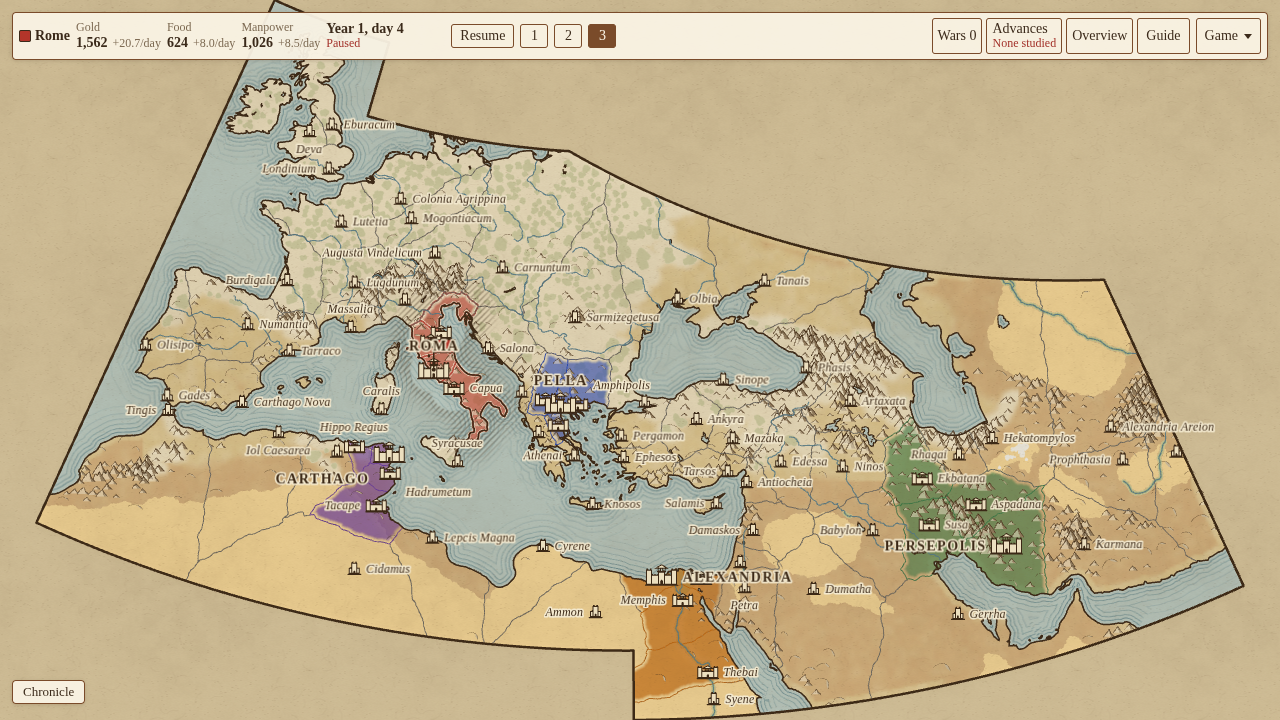 Rome
Gold
1,562 +20.7/day
Food
624 +8.0/day
Manpower
1,026 +8.5/day
Year 1, day 4
Paused
Resume
1
2
3
Wars 0
Advances
None studied
Overview
Guide
Game
Eburacum
Deva
Londinium
Colonia Agrippina
Lutetia
Mogontiacum
Augusta Vindelicum
Carnuntum
Burdigala
Lugdunum
Tanais
Olbia
Massalia
Numantia
Sarmizegetusa
Olisipo
Tarraco
ROMA
Salona
Phasis
PELLA
Amphipolis
Sinope
Gades
Carthago Nova
Caralis
Capua
Artaxata
Tingis
Ankyra
Hippo Regius
Pergamon
Mazaka
Hekatompylos
Alexandria Areion
Iol Caesarea
Syracusae
Athenai
Ephesos
Edessa
Rhagai
Prophthasia
Tarsos
Ninos
CARTHAGO
Antiocheia
Ekbatana
Hadrumetum
Tacape
Knosos
Salamis
Aspadana
Lepcis Magna
Damaskos
Babylon
Susa
Cyrene
PERSEPOLIS
Karmana
Cidamus
ALEXANDRIA
Memphis
Petra
Dumatha
Ammon
Gerrha
Thebai
Syene
Chronicle